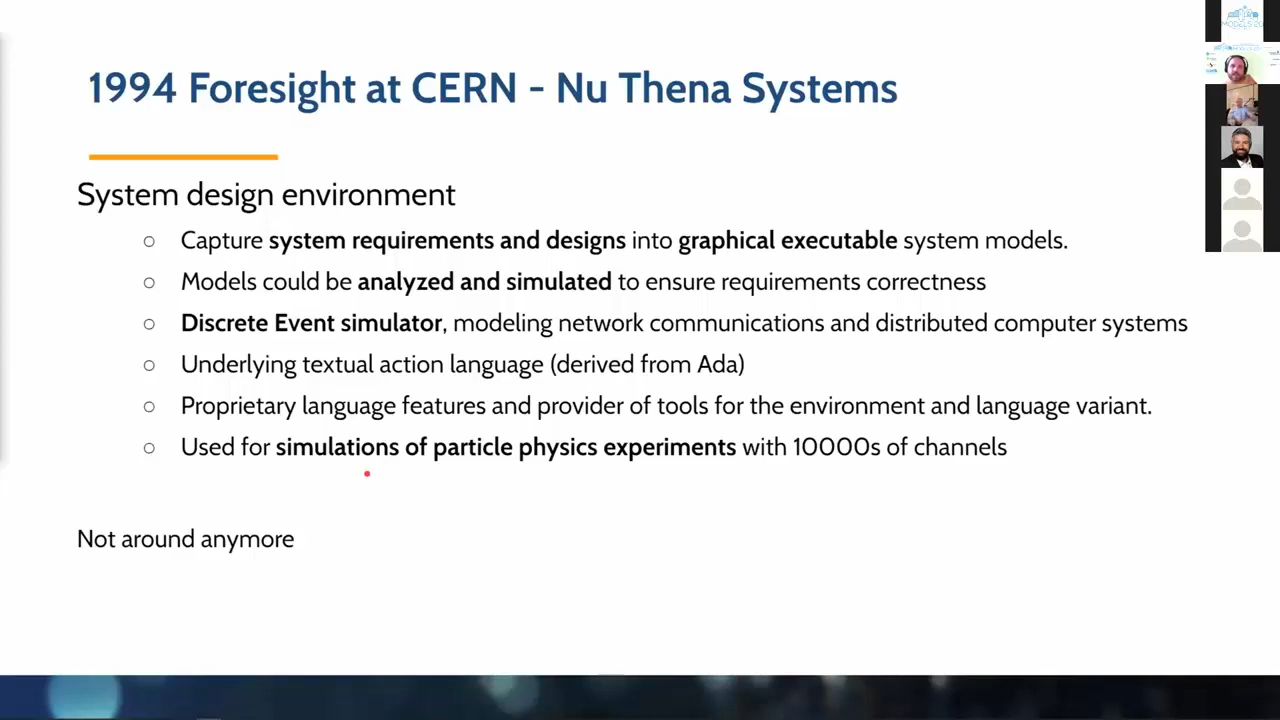 1994 Foresight at CERN - Nu Thena Systems
System design environment
○ Capture system requirements and designs into graphical executable system models.
○ Models could be analyzed and simulated to ensure requirements correctness
○ Discrete Event simulator, modeling network communications and distributed computer systems
○ Underlying textual action language (derived from Ada)
○ Proprietary language features and provider of tools for the environment and language variant.
○ Used for simulations of particle physics experiments with 10000s of channels
Not around anymore